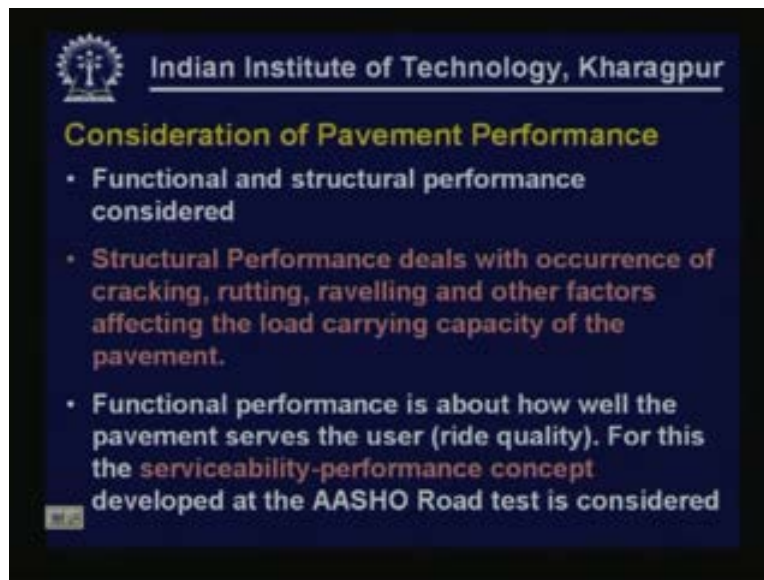 Indian Institute of Technology, Kharagpur
Consideration of Pavement Performance
• Functional and structural performance
considered
• Structural Performance deals with occurrence of
cracking, rutting, ravelling and other factors
affecting the load carrying capacity of the
pavement.
• Functional performance is about how well the
pavement serves the user (ride quality). For this
the serviceability-performance concept
developed at the AASHO Road test is considered